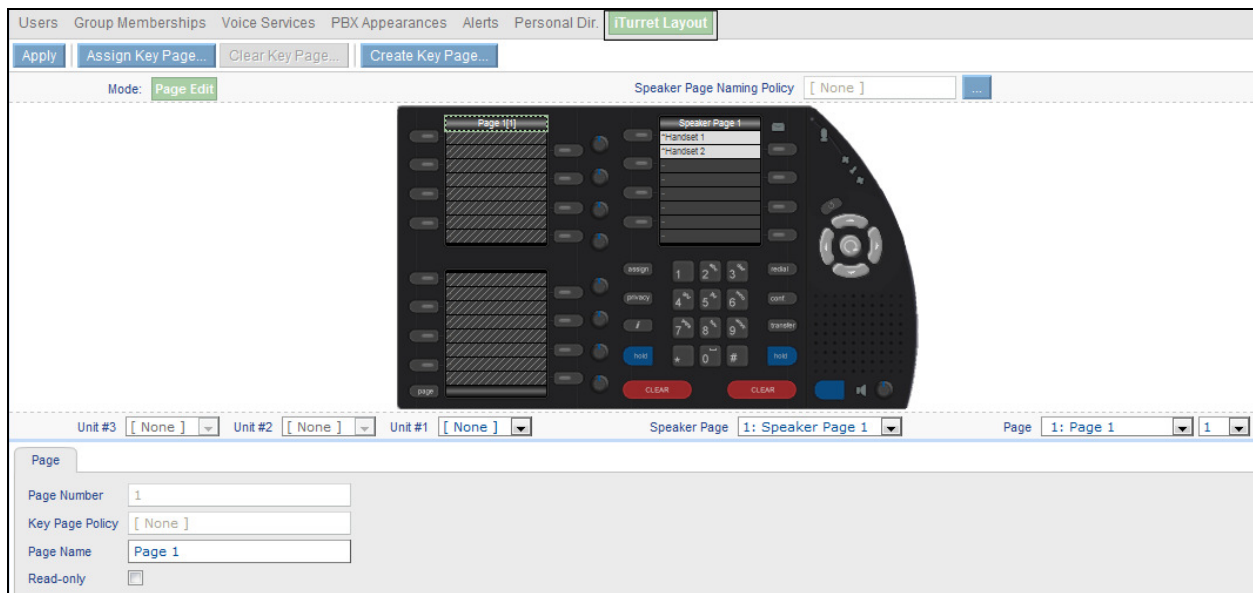 Users Group Memberships Voice Services PBX Appearances Alerts Personal Dir. iTurret Layout
Apply Assign Key Page... Clear Key Page... Create Key Page...
Mode: Page Edit Speaker Page Naming Policy [ None ] ...
Page 1[1] Speaker Page 1
*Handset 1
*Handset 2
assign 1 2 3 redial
privacy 4 5 6 conf
i 7 8 9 transfer
hold * 0 # hold
page CLEAR CLEAR
Unit #3 [ None ] Unit #2 [ None ] Unit #1 [ None ] Speaker Page 1: Speaker Page 1 Page 1: Page 1 1
Page
Page Number 1
Key Page Policy [ None ]
Page Name Page 1
Read-only